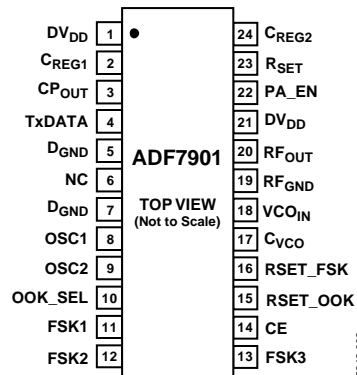 DVDD 1
CREG1 2
CPOUT 3
TxDATA 4
DGND 5
NC 6
DGND 7
OSC1 8
OSC2 9
OOK_SEL 10
FSK1 11
FSK2 12
ADF7901
TOP VIEW
(Not to Scale)
24 CREG2
23 RSET
22 PA_EN
21 DVDD
20 RFOUT
19 RFGND
18 VCOIN
17 CVCO
16 RSET_FSK
15 RSET_OOK
14 CE
13 FSK3